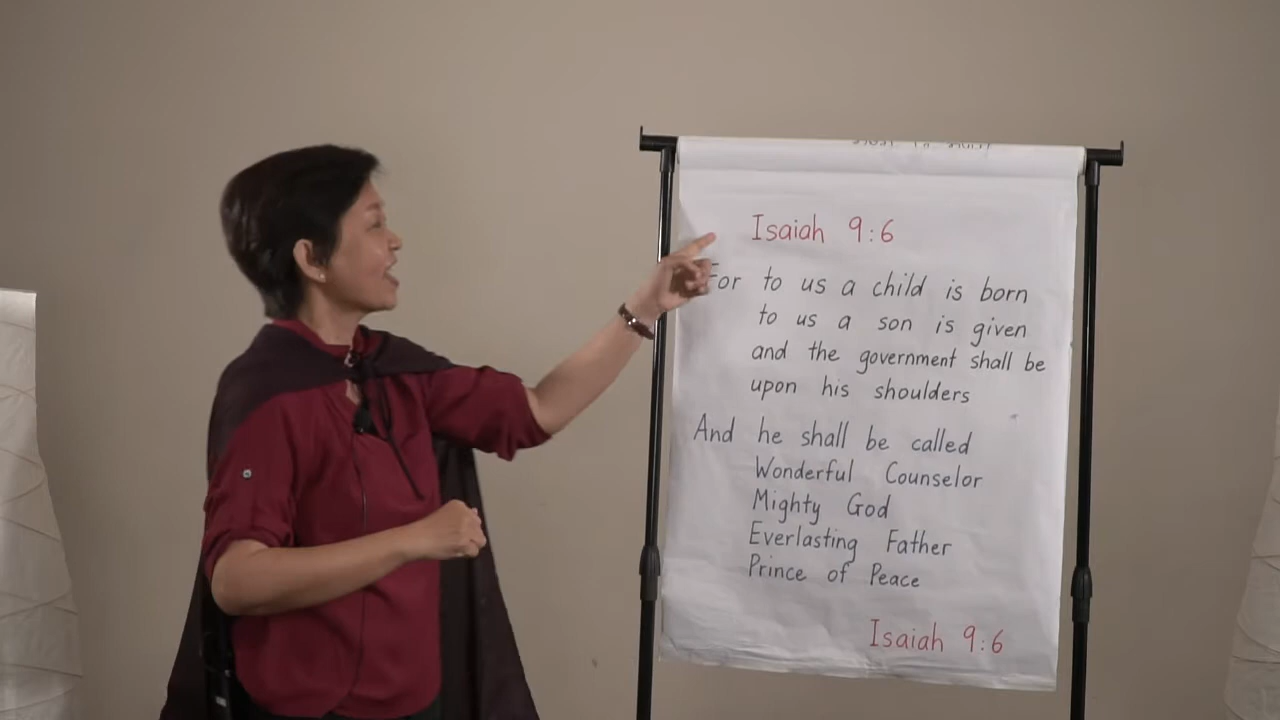 Isaiah 9:6
For to us a child is born
to us a son is given
and the government shall be
upon his shoulders
And he shall be called
Wonderful Counselor
Mighty God
Everlasting Father
Prince of Peace
Isaiah 9:6